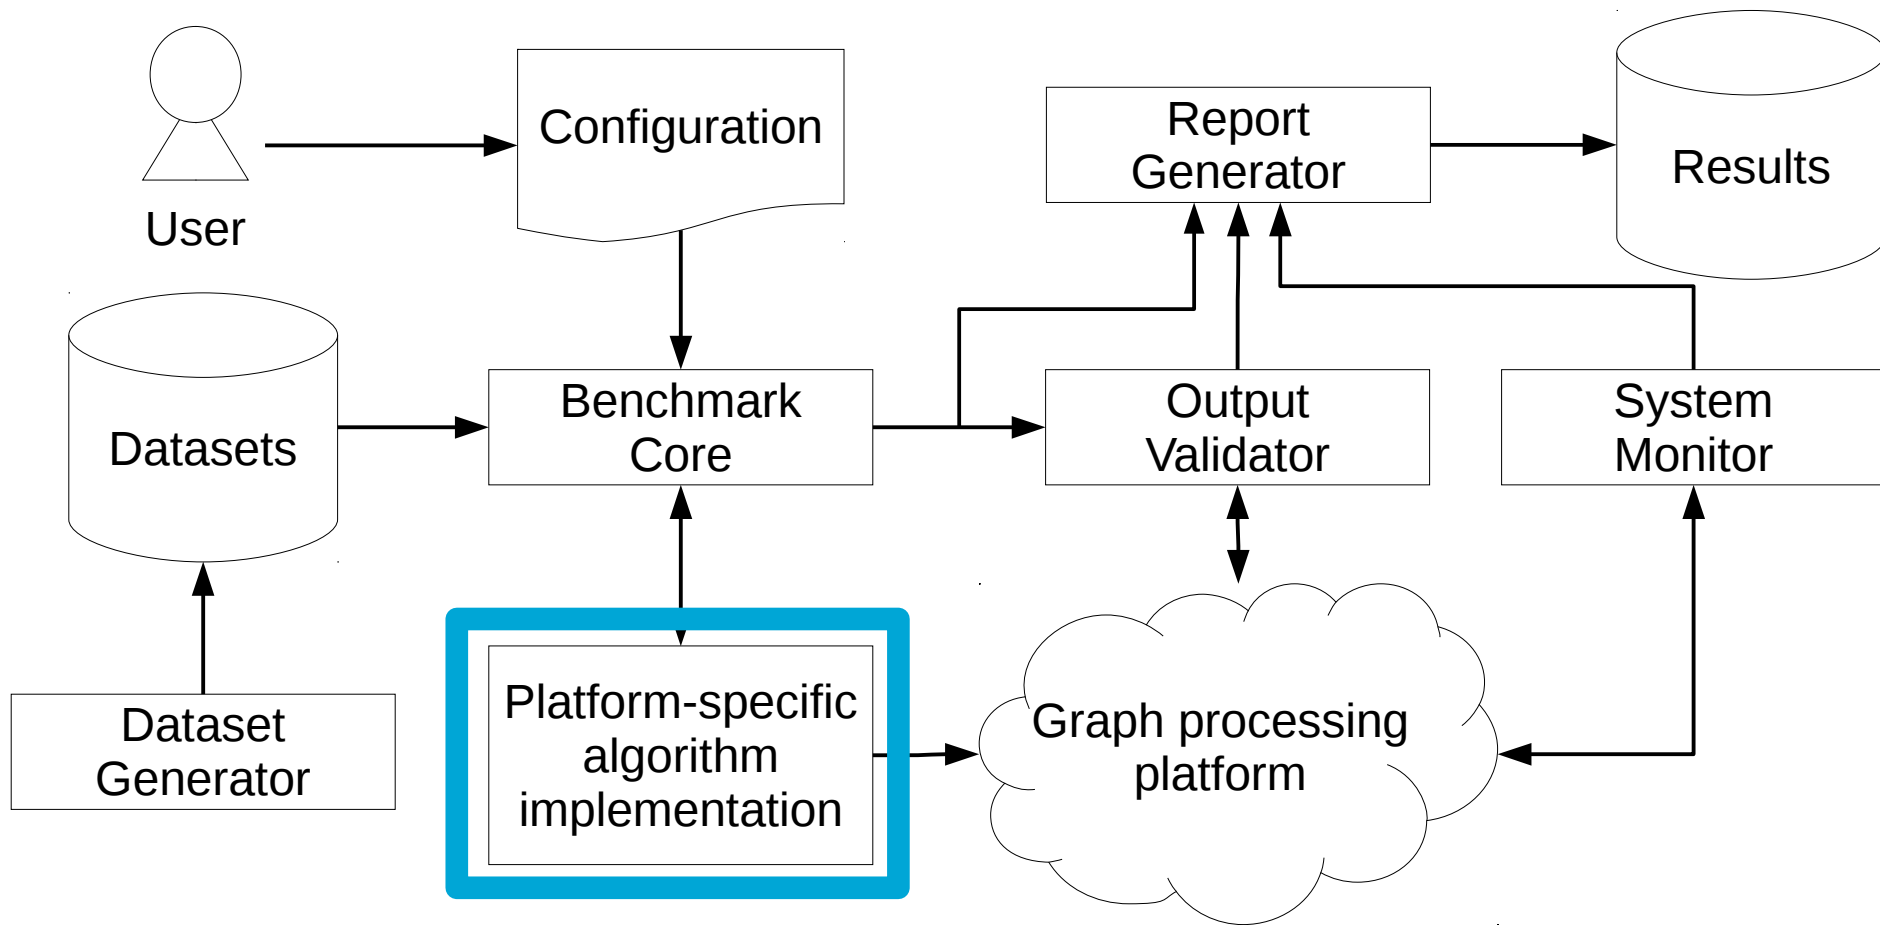 User
Configuration
Report
Generator
Results
Datasets
Benchmark
Core
Output
Validator
System
Monitor
Dataset
Generator
Platform-specific
algorithm
implementation
Graph processing
platform